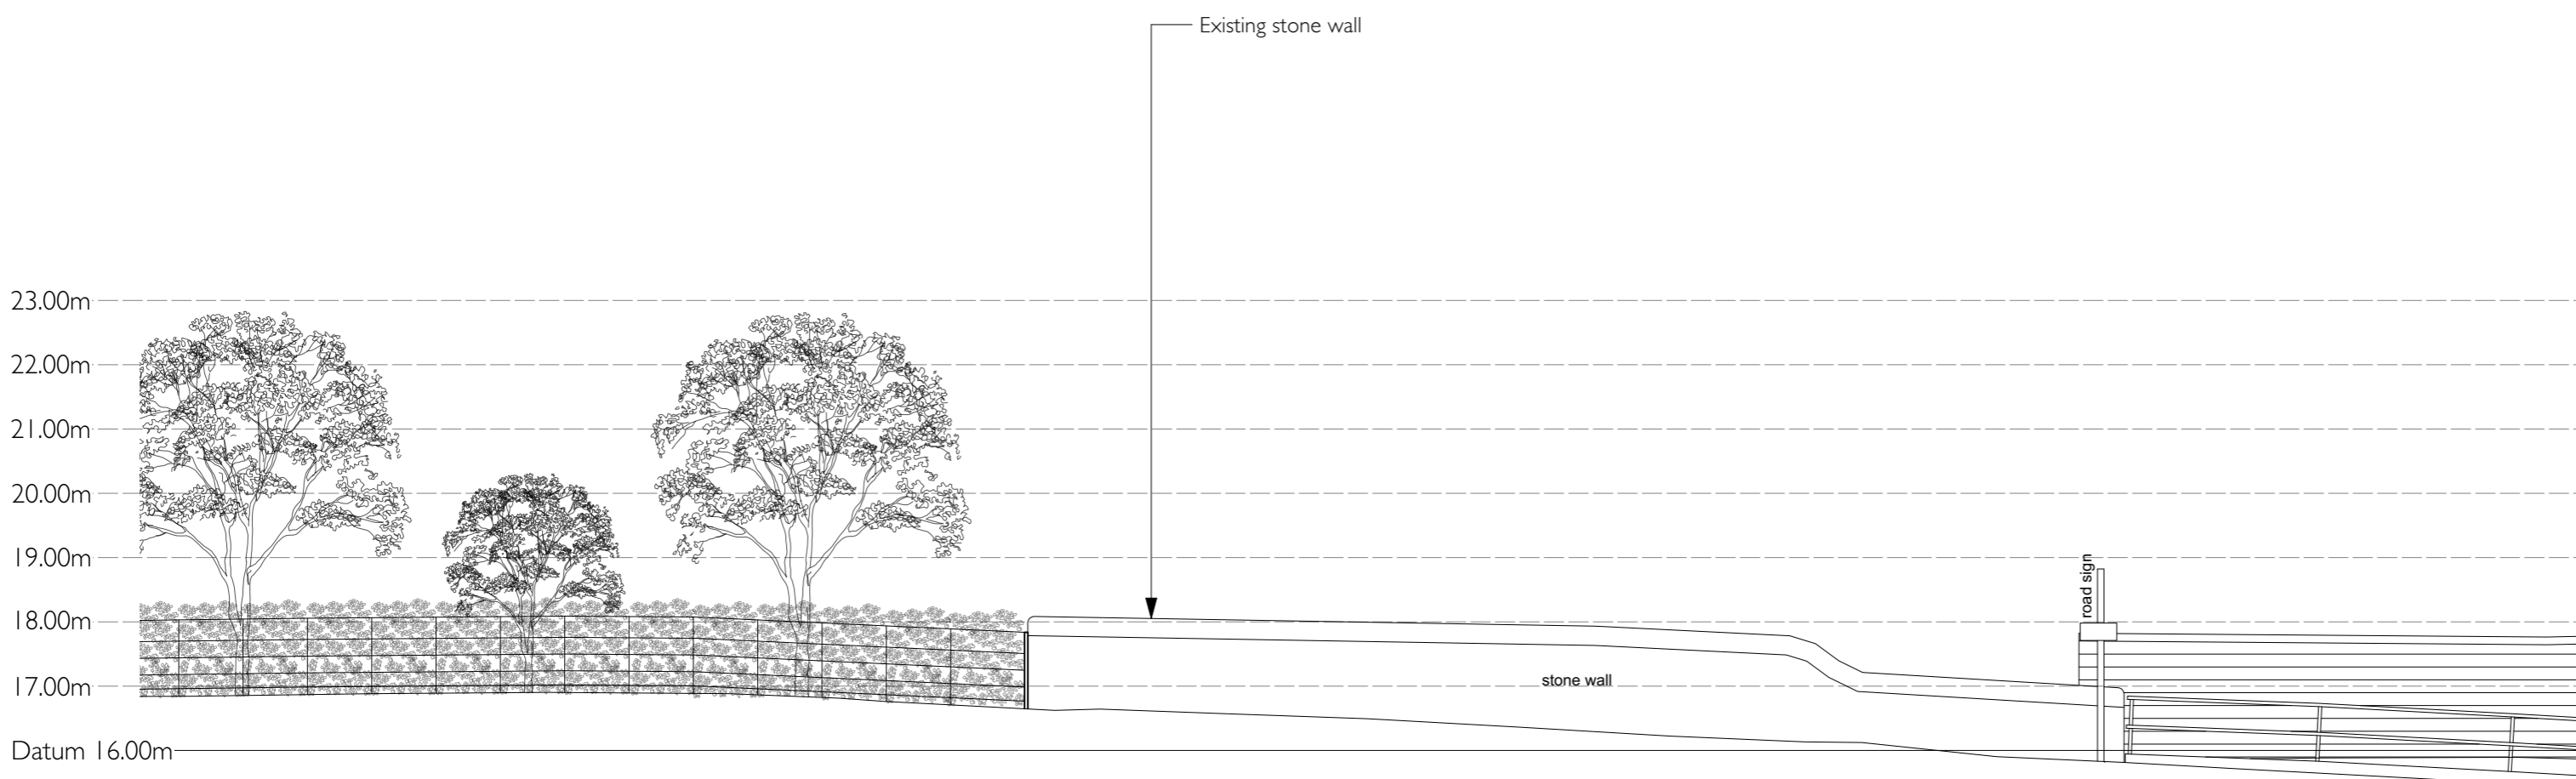 Existing stone wall
23.00m
22.00m
21.00m
20.00m
19.00m
road sign
18.00m
17.00m
stone wall
Datum 16.00m